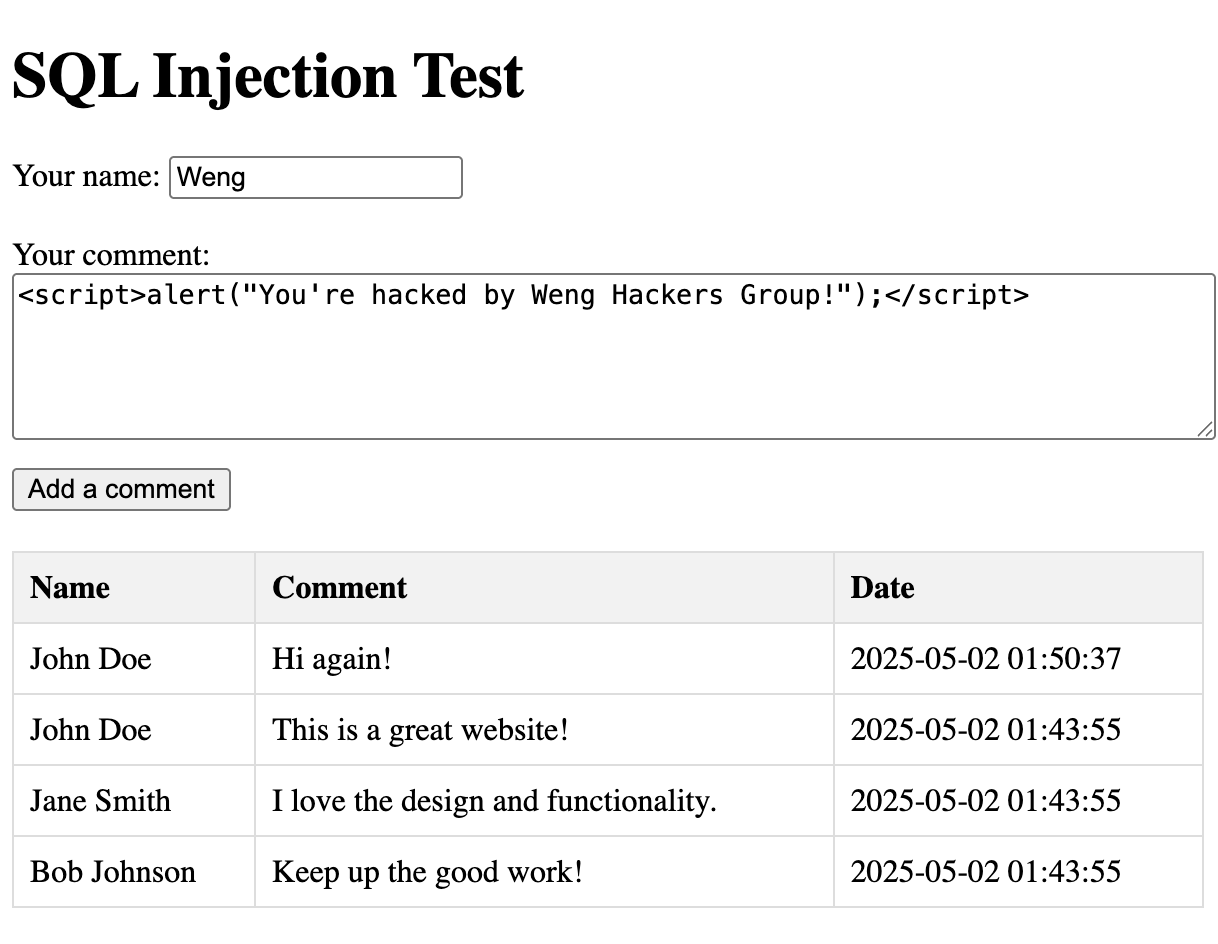 SQL Injection Test
Your name: Weng
Your comment:
<script>alert("You're hacked by Weng Hackers Group!");</script>
Add a comment
Name Comment Date
John Doe Hi again! 2025-05-02 01:50:37
John Doe This is a great website! 2025-05-02 01:43:55
Jane Smith I love the design and functionality. 2025-05-02 01:43:55
Bob Johnson Keep up the good work! 2025-05-02 01:43:55